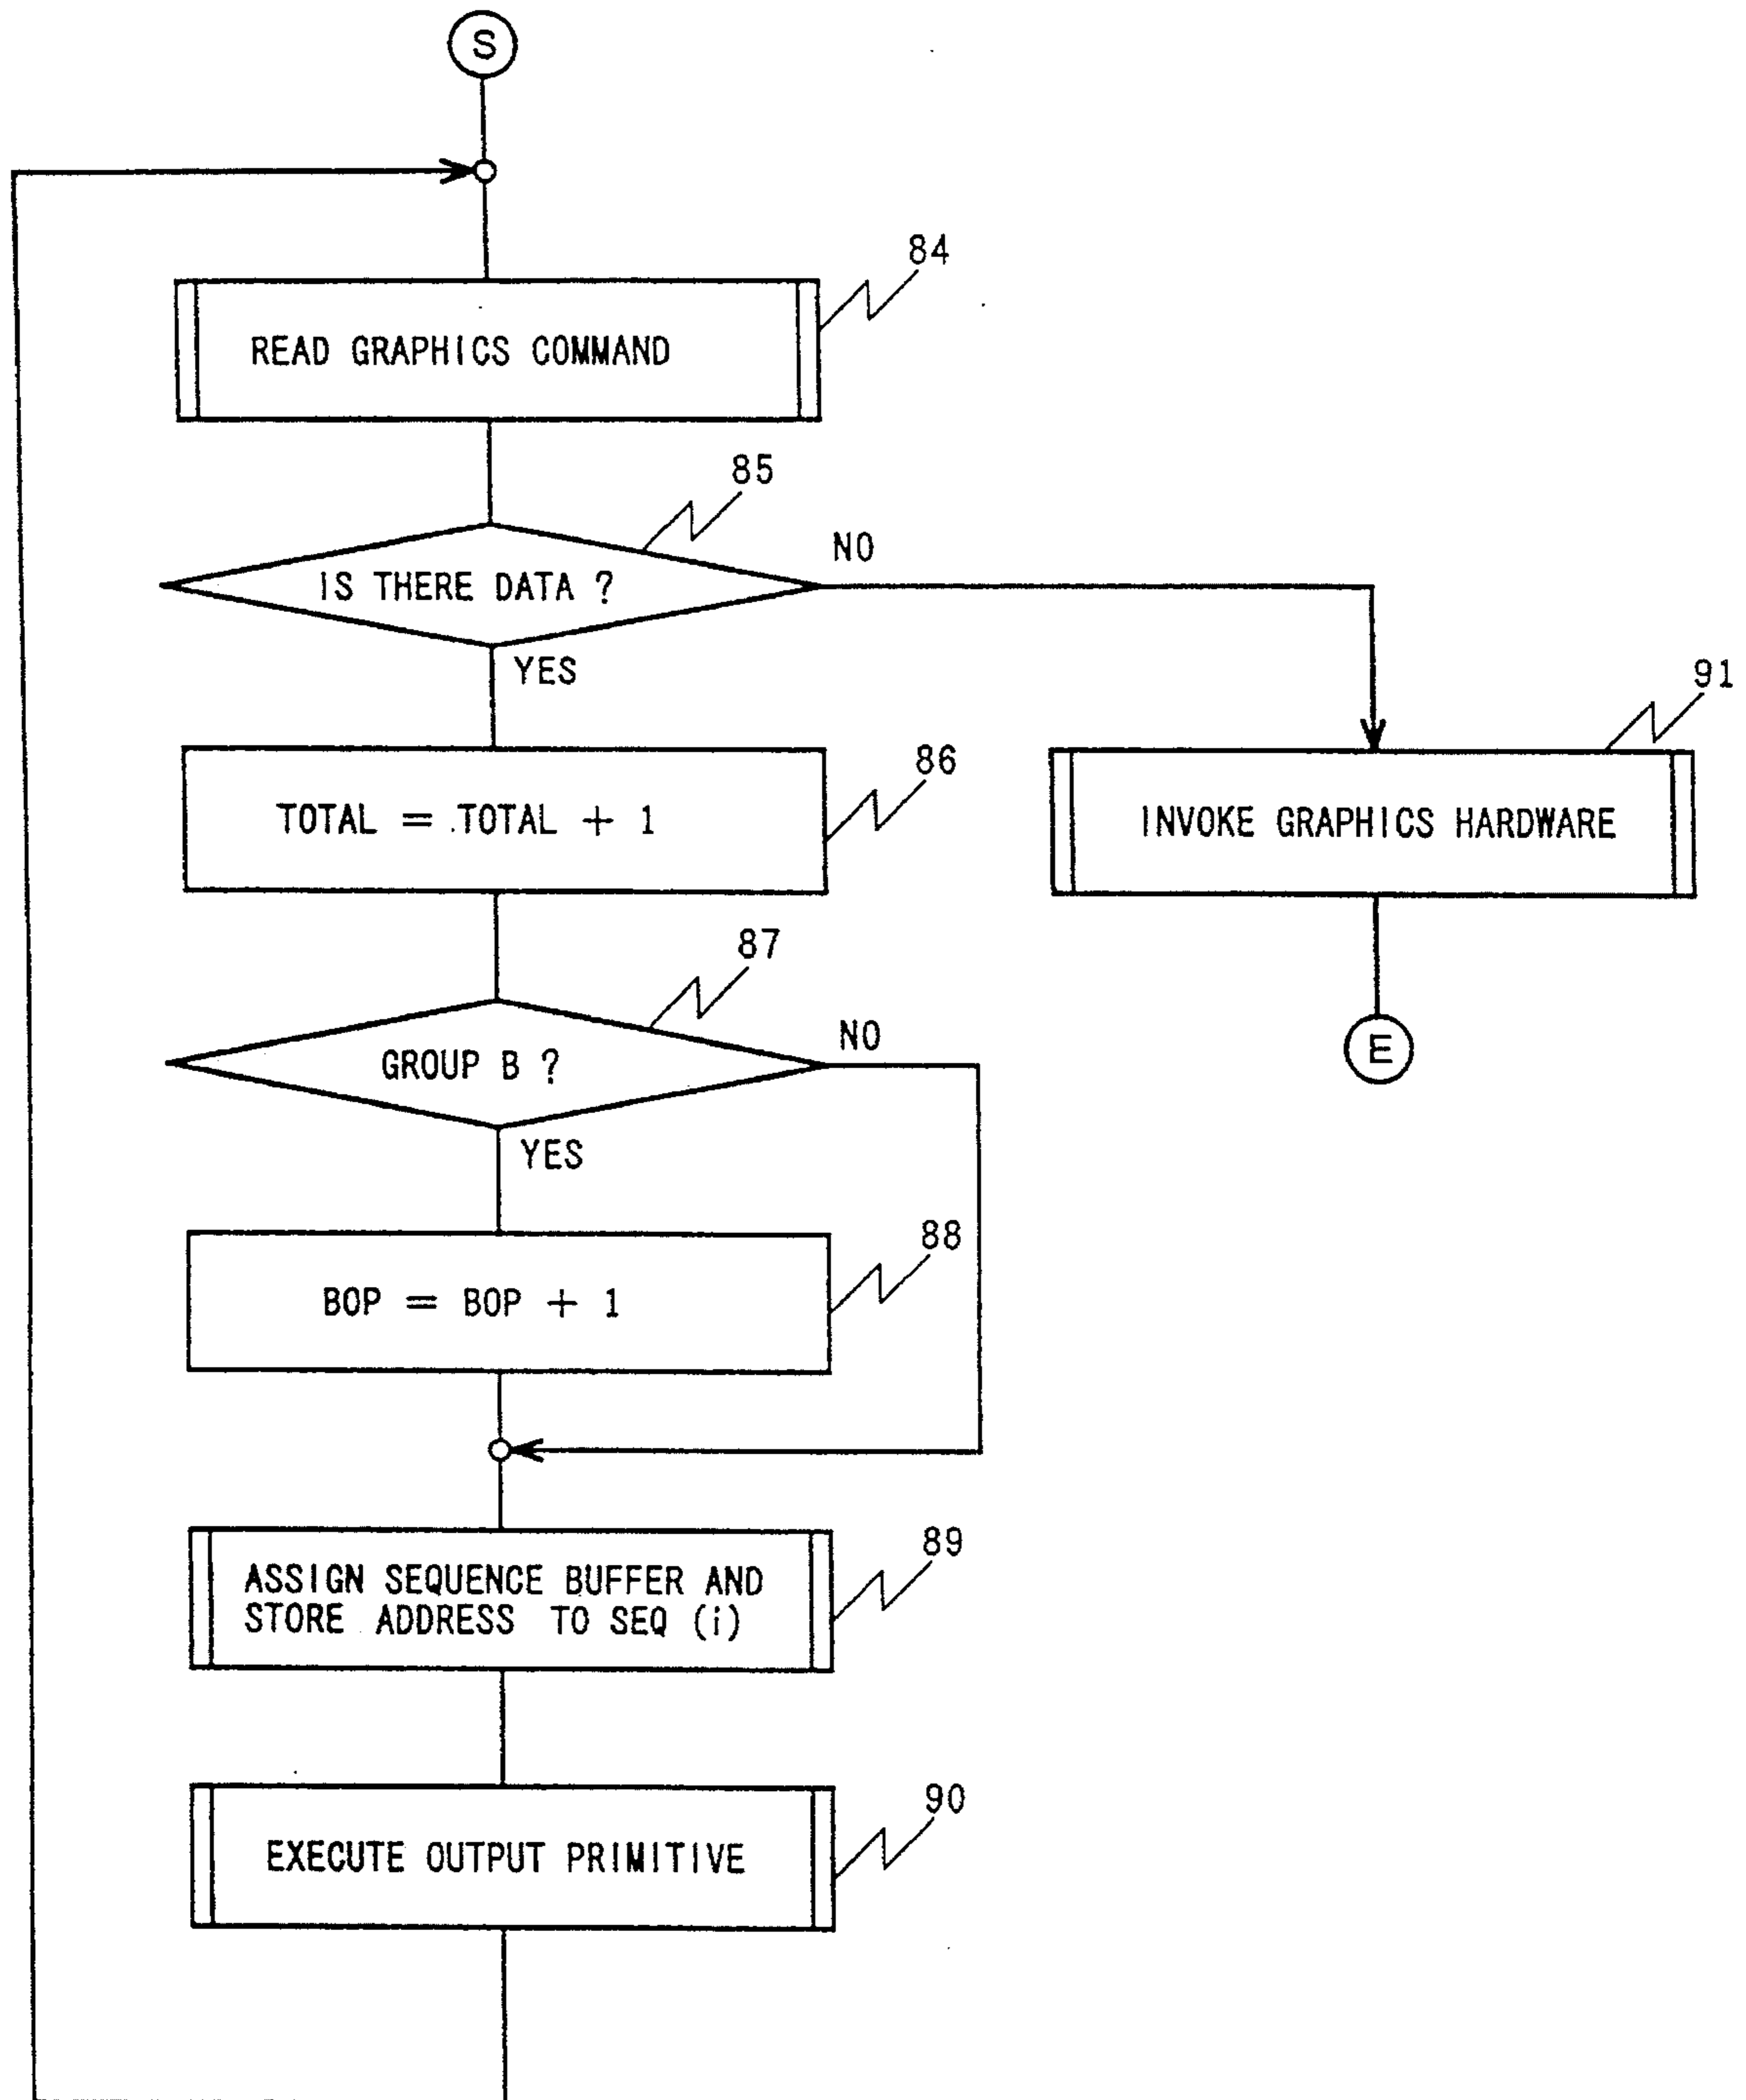 S
84
READ GRAPHICS COMMAND
85
IS THERE DATA ?
NO
YES
86
TOTAL = TOTAL + 1
91
INVOKE GRAPHICS HARDWARE
87
GROUP B ?
NO
YES
E
88
BOP = BOP + 1
89
ASSIGN SEQUENCE BUFFER AND
STORE ADDRESS TO SEQ (i)
90
EXECUTE OUTPUT PRIMITIVE